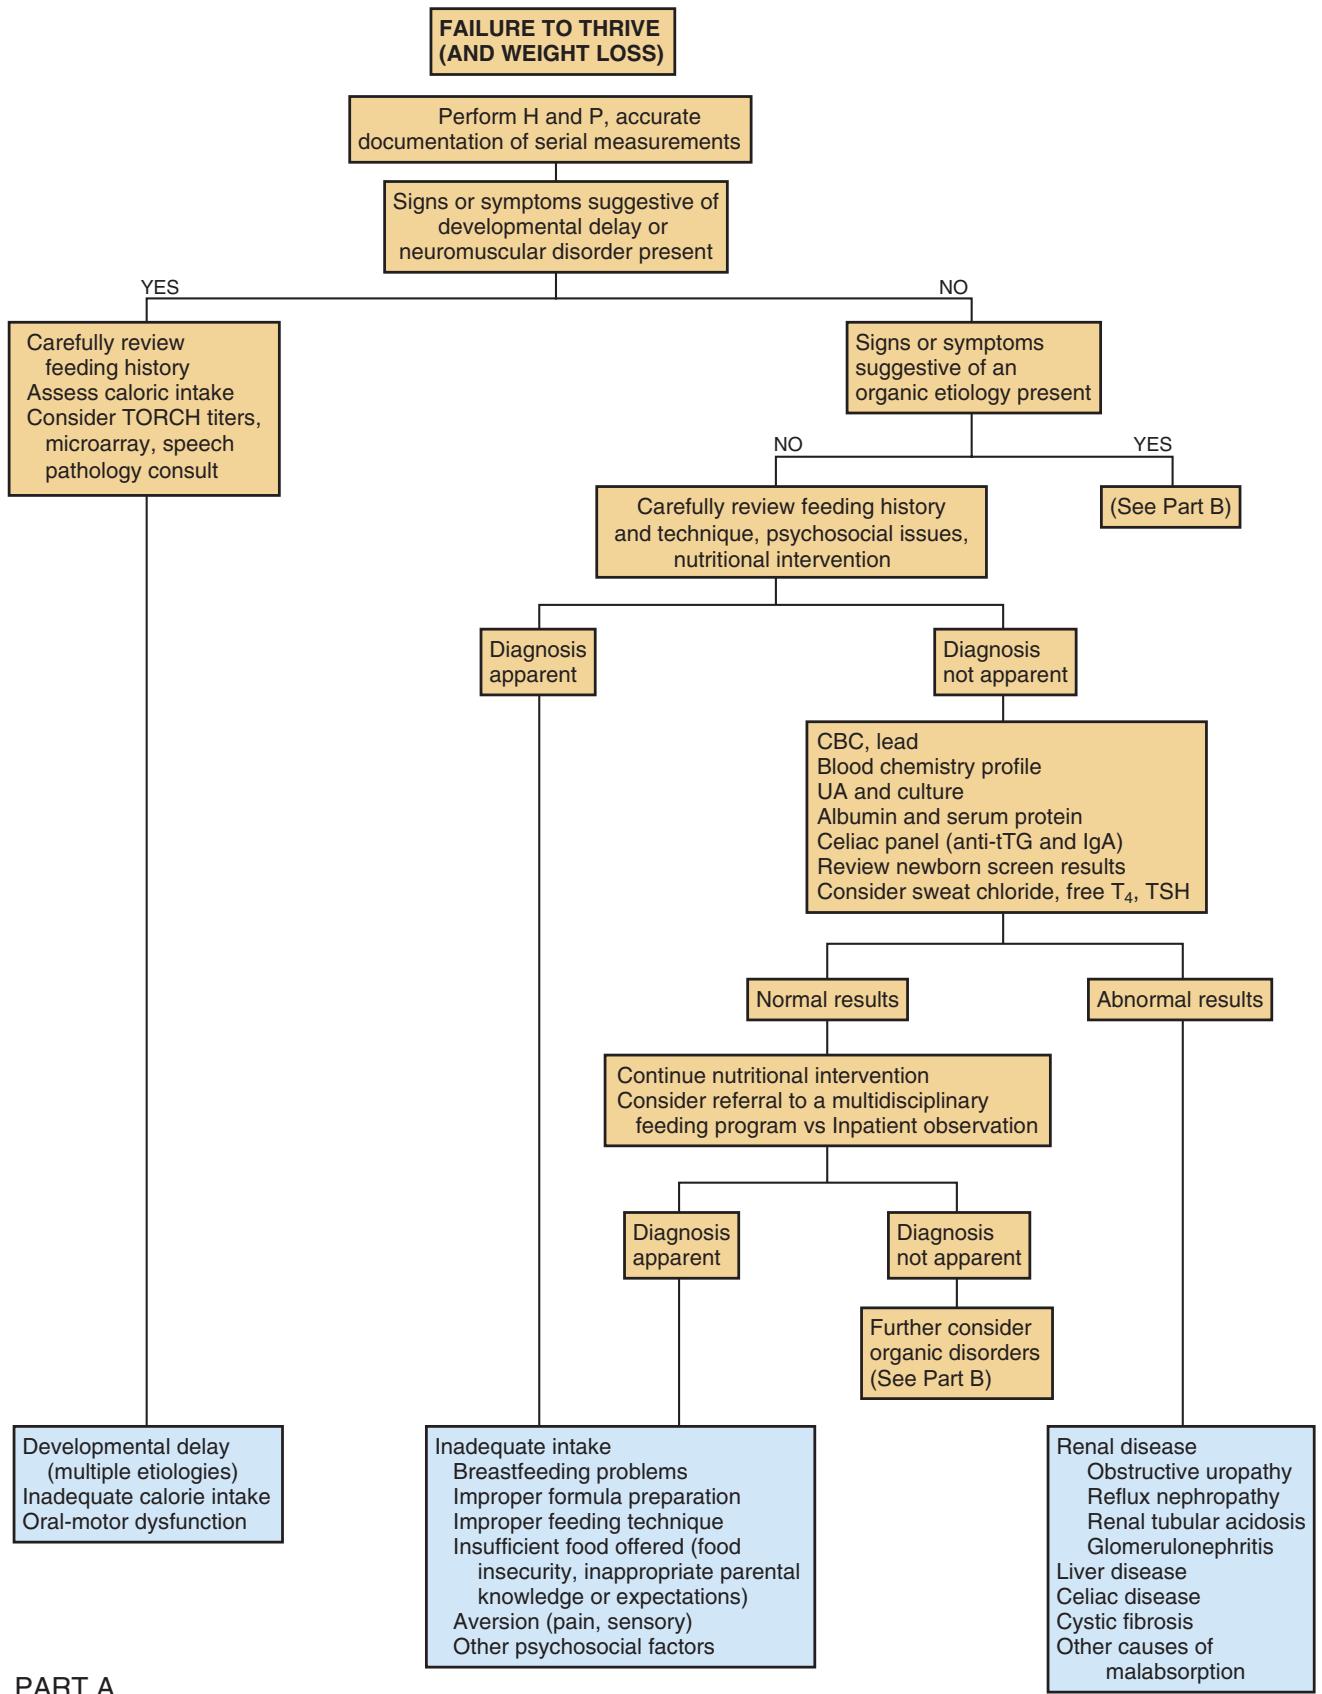 FAILURE TO THRIVE
(AND WEIGHT LOSS)
Perform H and P, accurate
documentation of serial measurements
Signs or symptoms suggestive of
developmental delay or
neuromuscular disorder present
YES
NO
Carefully review
feeding history
Assess caloric intake
Consider TORCH titers,
microarray, speech
pathology consult
Signs or symptoms
suggestive of an
organic etiology present
NO
YES
Carefully review feeding history
and technique, psychosocial issues,
nutritional intervention
(See Part B)
Diagnosis
apparent
Diagnosis
not apparent
CBC, lead
Blood chemistry profile
UA and culture
Albumin and serum protein
Celiac panel (anti-tTG and IgA)
Review newborn screen results
Consider sweat chloride, free T₄, TSH
Normal results
Abnormal results
Continue nutritional intervention
Consider referral to a multidisciplinary
feeding program vs Inpatient observation
Diagnosis
apparent
Diagnosis
not apparent
Further consider
organic disorders
(See Part B)
Developmental delay
(multiple etiologies)
Inadequate calorie intake
Oral-motor dysfunction
Inadequate intake
Breastfeeding problems
Improper formula preparation
Improper feeding technique
Insufficient food offered (food
insecurity, inappropriate parental
knowledge or expectations)
Aversion (pain, sensory)
Other psychosocial factors
Renal disease
Obstructive uropathy
Reflux nephropathy
Renal tubular acidosis
Glomerulonephritis
Liver disease
Celiac disease
Cystic fibrosis
Other causes of
malabsorption
PART A